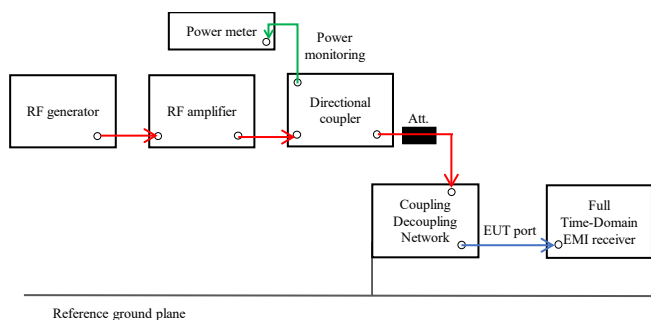 Power meter
Power
monitoring
RF generator
RF amplifier
Directional
coupler
Att.
Coupling
Decoupling
Network
EUT port
Full
Time-Domain
EMI receiver
Reference ground plane